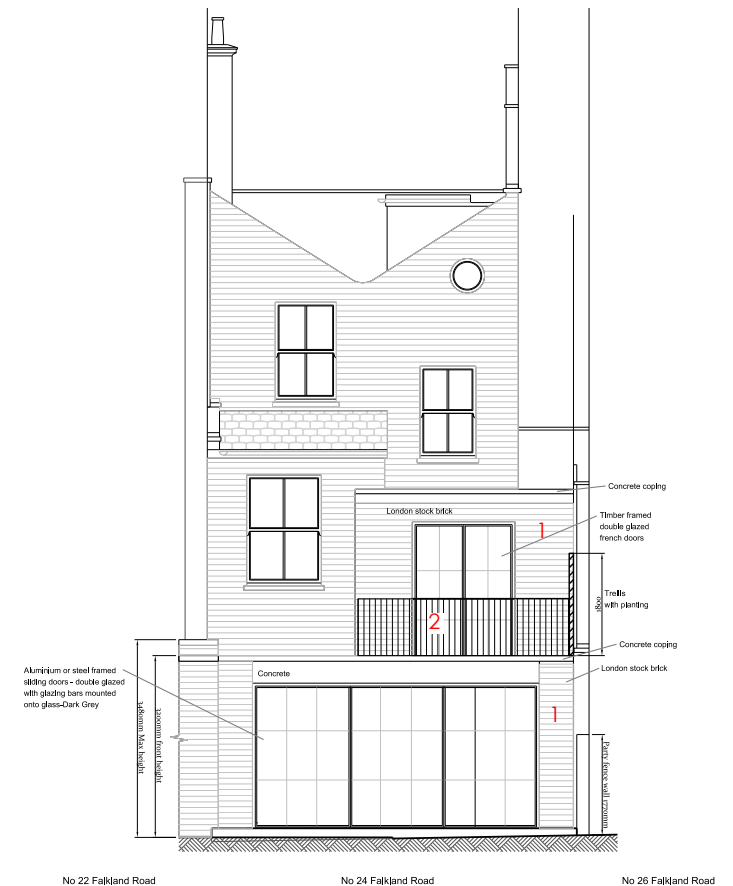 Concrete coping
London stock brick
1
Timber framed
double glazed
french doors
1800
Trellis
with planting
2
Concrete coping
London stock brick
Aluminium or steel framed
sliding doors - double glazed
with glazing bars mounted
onto glass-Dark Grey
Concrete
1
3480mm Max height
3200mm front height
Party fence wall 1720mm
No 22 Falkland Road
No 24 Falkland Road
No 26 Falkland Road